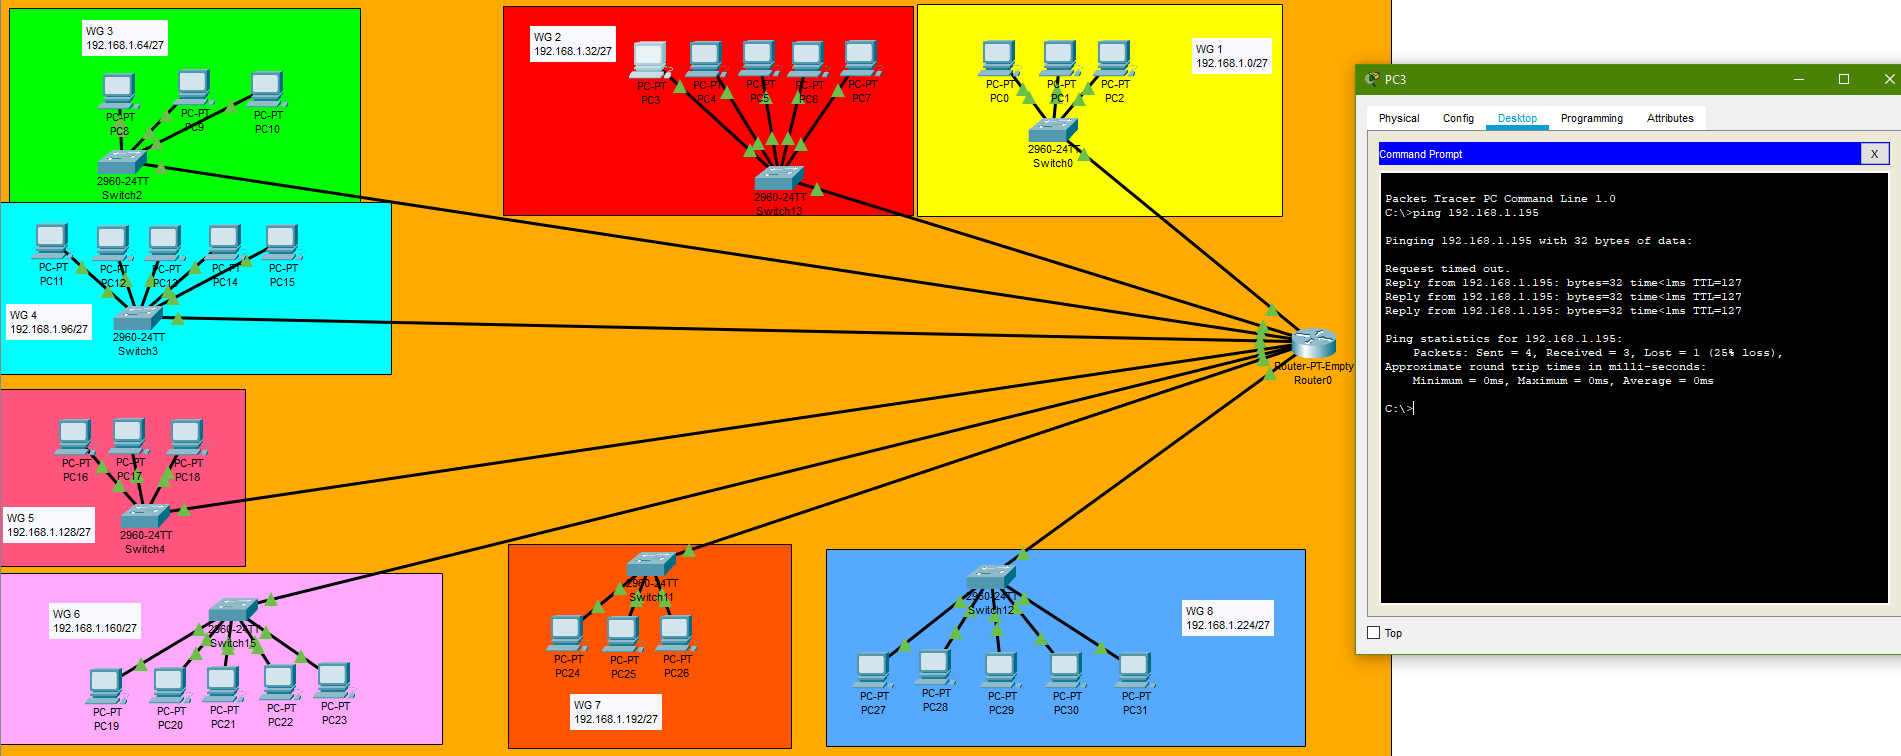 WG 3
192.168.1.64/27
PC-PT
PC8
PC-PT
PC9
PC-PT
PC10
2960-24TT
Switch2
WG 2
192.168.1.32/27
PC-PT
PC3
PC-PT
PC4
PC-PT
PC5
PC-PT
PC6
PC-PT
PC7
2960-24TT
Switch13
WG 1
192.168.1.0/27
PC-PT
PC0
PC-PT
PC1
PC-PT
PC2
2960-24TT
Switch0
PC-PT
PC11
PC-PT
PC12
PC-PT
PC13
PC-PT
PC14
PC-PT
PC15
WG 4
192.168.1.96/27
2960-24TT
Switch3
Router-PT-Empty
Router0
PC-PT
PC16
PC-PT
PC17
PC-PT
PC18
WG 5
192.168.1.128/27
2960-24TT
Switch4
WG 6
192.168.1.160/27
2960-24TT
Switch15
PC-PT
PC19
PC-PT
PC20
PC-PT
PC21
PC-PT
PC22
PC-PT
PC23
2960-24TT
Switch11
PC-PT
PC24
PC-PT
PC25
PC-PT
PC26
WG 7
192.168.1.192/27
2960-24TT
Switch12
WG 8
192.168.1.224/27
PC-PT
PC27
PC-PT
PC28
PC-PT
PC29
PC-PT
PC30
PC-PT
PC31
PC3
Physical Config Desktop Programming Attributes
Command Prompt X
Packet Tracer PC Command Line 1.0
C:\>ping 192.168.1.195
Pinging 192.168.1.195 with 32 bytes of data:
Request timed out.
Reply from 192.168.1.195: bytes=32 time<1ms TTL=127
Reply from 192.168.1.195: bytes=32 time<1ms TTL=127
Reply from 192.168.1.195: bytes=32 time<1ms TTL=127
Ping statistics for 192.168.1.195:
Packets: Sent = 4, Received = 3, Lost = 1 (25% loss),
Approximate round trip times in milli-seconds:
Minimum = 0ms, Maximum = 0ms, Average = 0ms
C:\>
Top